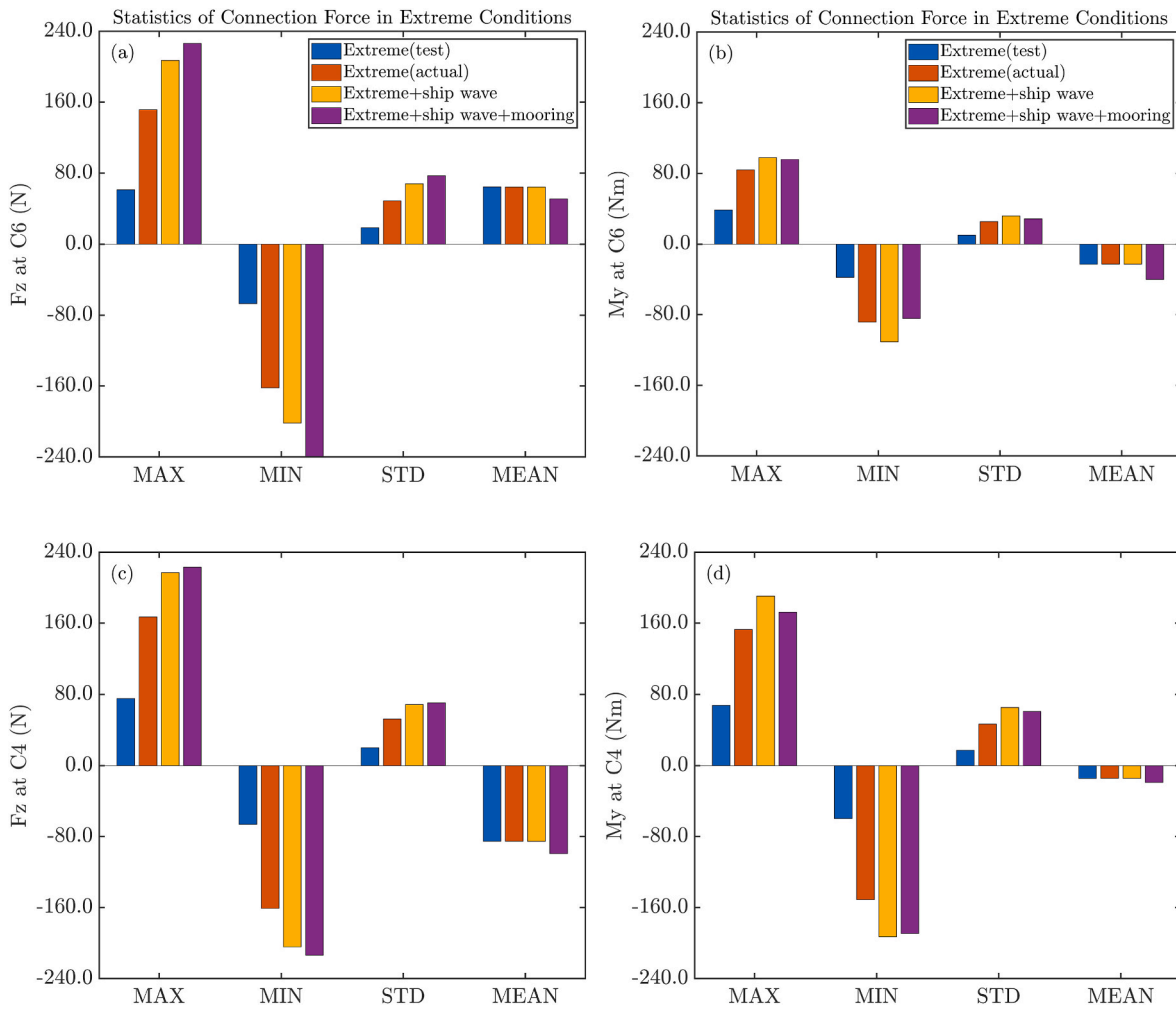 Statistics of Connection Force in Extreme Conditions
240.0
160.0
80.0
0.0
-80.0
-160.0
-240.0
Fz at C6 (N)
(a)
Extreme(test)
Extreme(actual)
Extreme+ship wave
Extreme+ship wave+mooring
MAX MIN STD MEAN
Statistics of Connection Force in Extreme Conditions
240.0
160.0
80.0
0.0
-80.0
-160.0
-240.0
My at C6 (Nm)
(b)
Extreme(test)
Extreme(actual)
Extreme+ship wave
Extreme+ship wave+mooring
MAX MIN STD MEAN
240.0
160.0
80.0
0.0
-80.0
-160.0
-240.0
Fz at C4 (N)
(c)
MAX MIN STD MEAN
240.0
160.0
80.0
0.0
-80.0
-160.0
-240.0
My at C4 (Nm)
(d)
MAX MIN STD MEAN